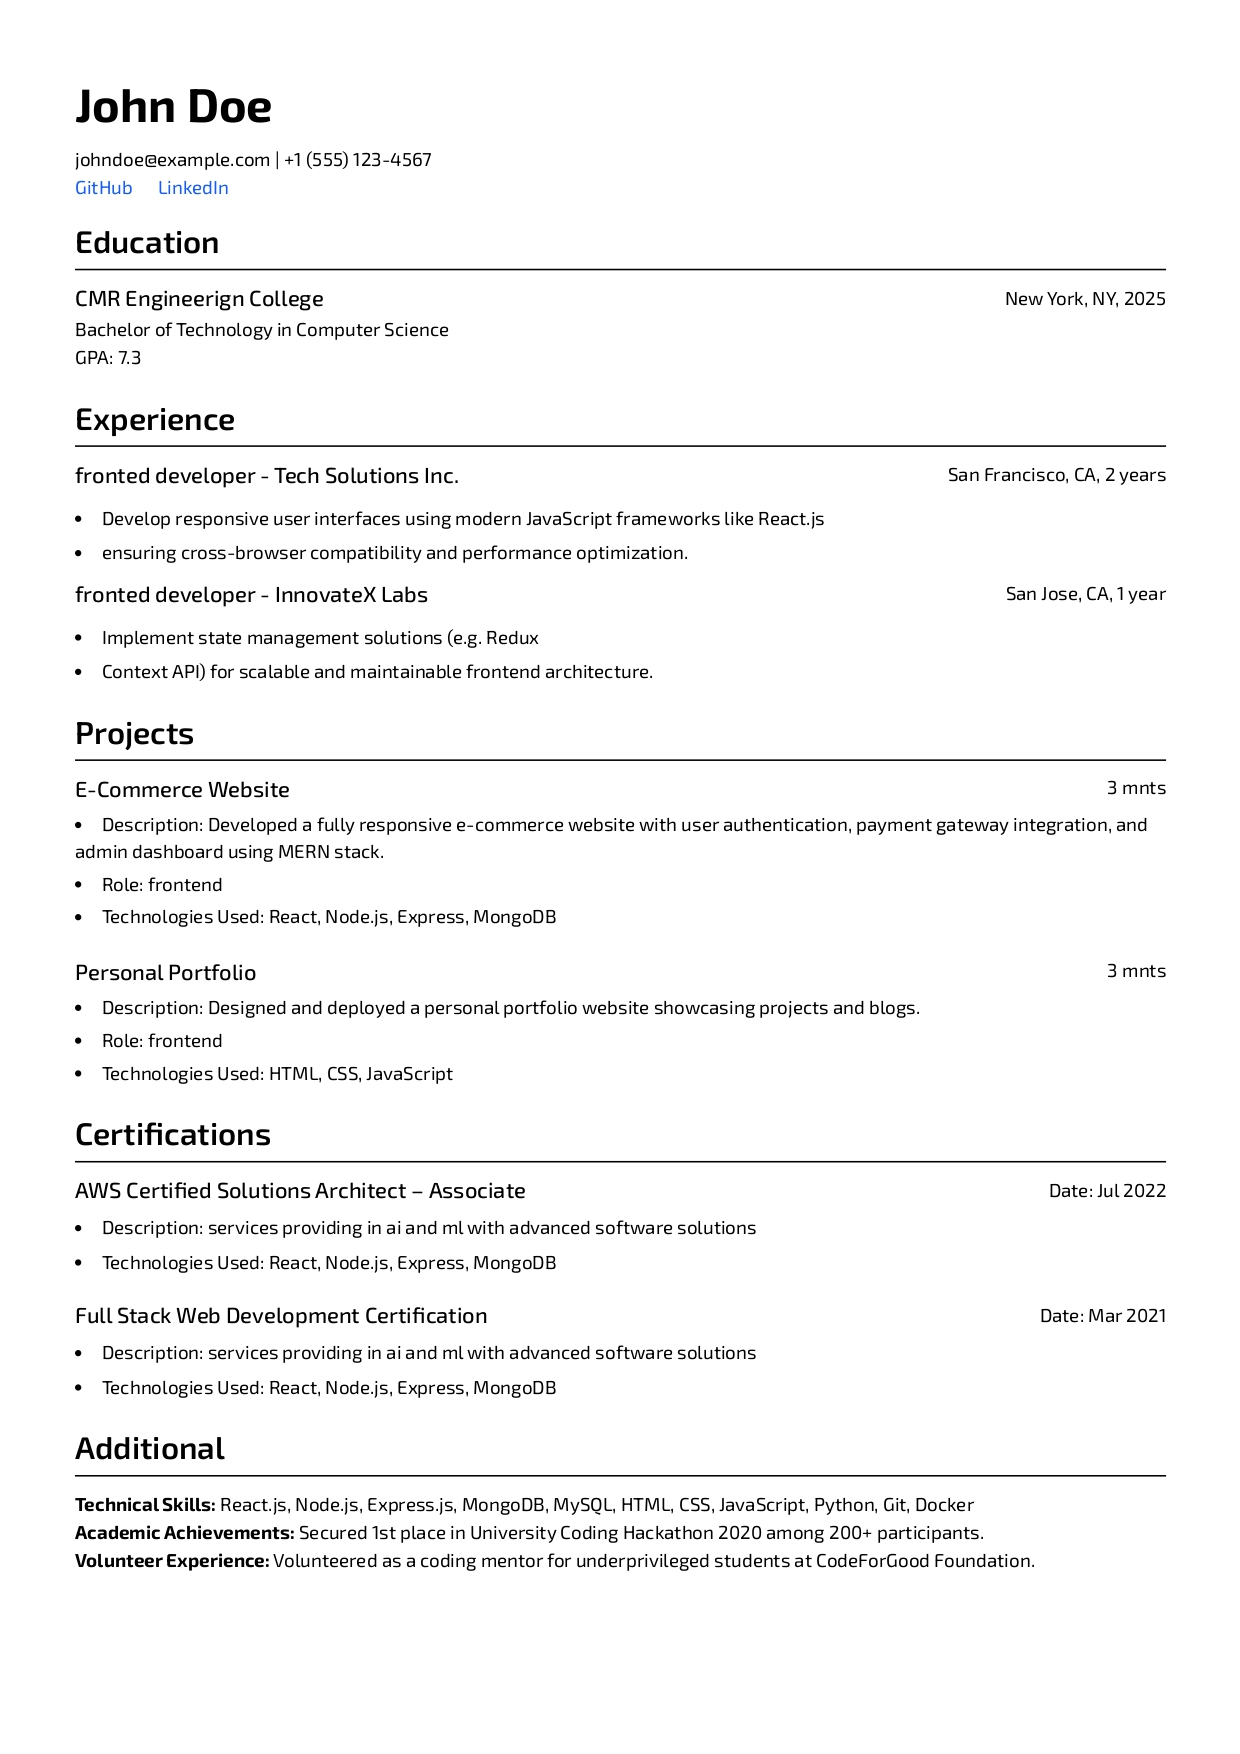 John Doe
johndoe@example.com | +1 (555) 123-4567
GitHub LinkedIn
Education
CMR Engineerign College New York, NY, 2025
Bachelor of Technology in Computer Science
GPA: 7.3
Experience
fronted developer - Tech Solutions Inc. San Francisco, CA, 2 years
• Develop responsive user interfaces using modern JavaScript frameworks like React.js
• ensuring cross-browser compatibility and performance optimization.
fronted developer - InnovateX Labs San Jose, CA, 1 year
• Implement state management solutions (e.g. Redux
• Context API) for scalable and maintainable frontend architecture.
Projects
E-Commerce Website 3 mnts
• Description: Developed a fully responsive e-commerce website with user authentication, payment gateway integration, and
admin dashboard using MERN stack.
• Role: frontend
• Technologies Used: React, Node.js, Express, MongoDB
Personal Portfolio 3 mnts
• Description: Designed and deployed a personal portfolio website showcasing projects and blogs.
• Role: frontend
• Technologies Used: HTML, CSS, JavaScript
Certifications
AWS Certified Solutions Architect – Associate Date: Jul 2022
• Description: services providing in ai and ml with advanced software solutions
• Technologies Used: React, Node.js, Express, MongoDB
Full Stack Web Development Certification Date: Mar 2021
• Description: services providing in ai and ml with advanced software solutions
• Technologies Used: React, Node.js, Express, MongoDB
Additional
Technical Skills: React.js, Node.js, Express.js, MongoDB, MySQL, HTML, CSS, JavaScript, Python, Git, Docker
Academic Achievements: Secured 1st place in University Coding Hackathon 2020 among 200+ participants.
Volunteer Experience: Volunteered as a coding mentor for underprivileged students at CodeForGood Foundation.